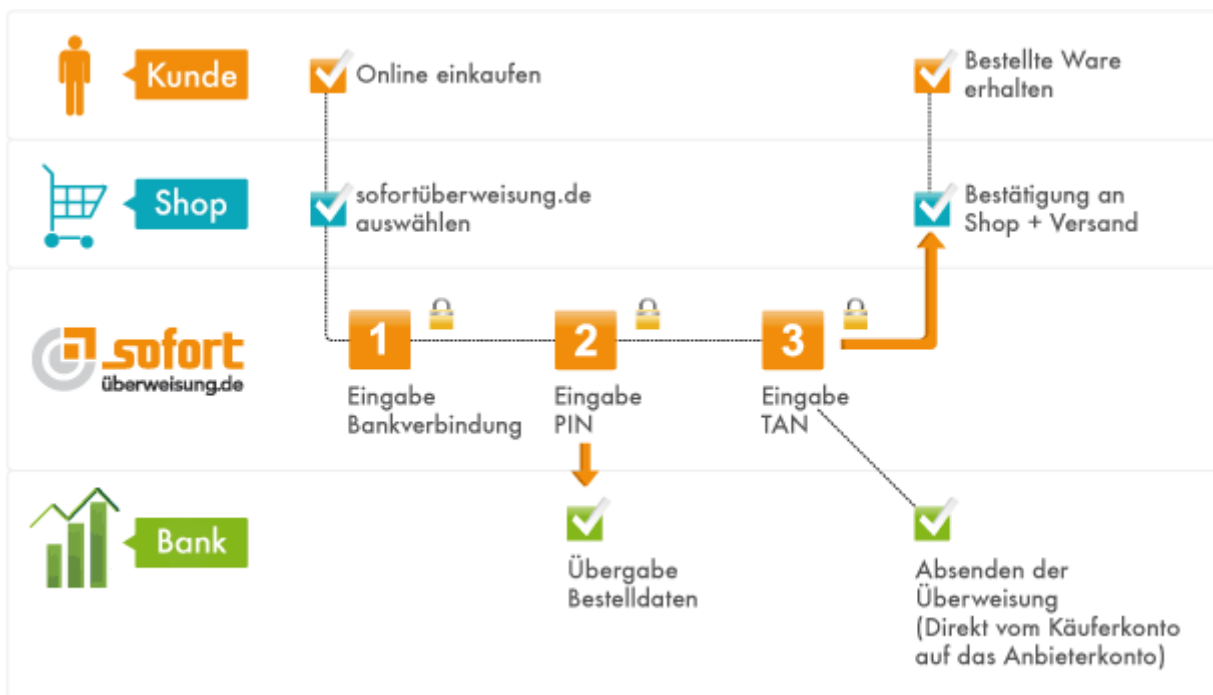 Kunde
Online einkaufen
Bestellte Ware
erhalten
Shop
sofortüberweisung.de
auswählen
Bestätigung an
Shop + Versand
sofort
überweisung.de
1
2
3
Eingabe
Bankverbindung
Eingabe
PIN
Eingabe
TAN
Bank
Übergabe
Bestelldaten
Absenden der
Überweisung
(Direkt vom Käuferkonto
auf das Anbieterkonto)